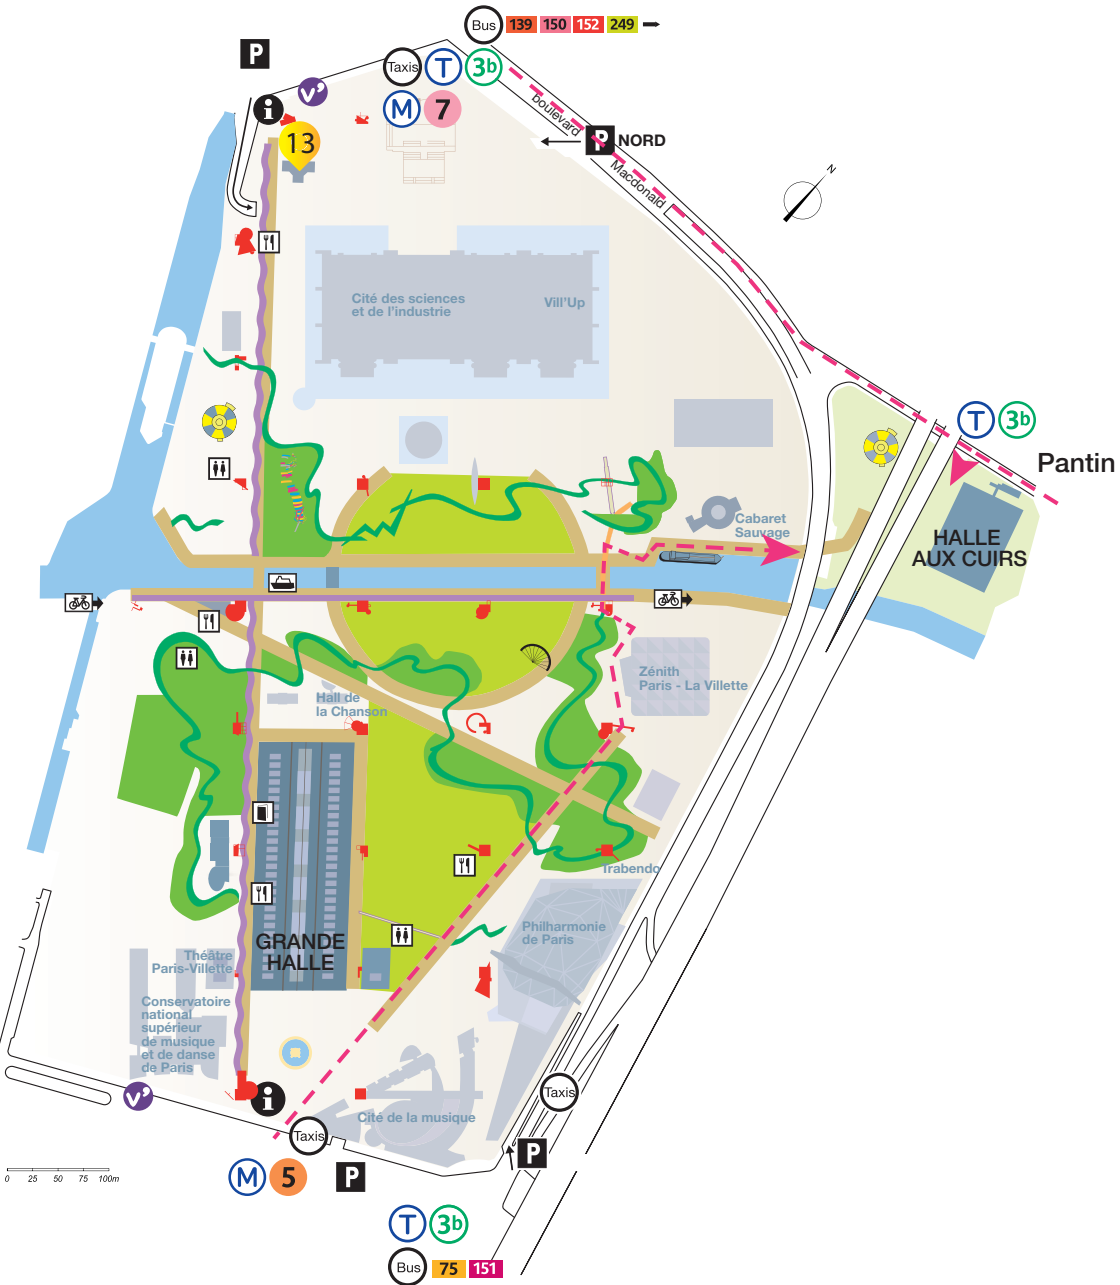 Bus 139 150 152 249
P
Taxis T 3b
V'
i
M 7
boulevard
13
P NORD
Macdonald
N
Cité des sciences
et de l'industrie
Vill'Up
T 3b
Pantin
Cabaret
Sauvage
HALLE
AUX CUIRS
Zénith
Paris - La Villette
Hall de
la Chanson
Trabendo
Philharmonie
de Paris
GRANDE
HALLE
Théâtre
Paris-Villette
Conservatoire
national
supérieur
de musique
et de danse
de Paris
V'
i
Taxis
Cité de la musique
Taxis
P
M 5
P
0 25 50 75 100m
T 3b
Bus 75 151